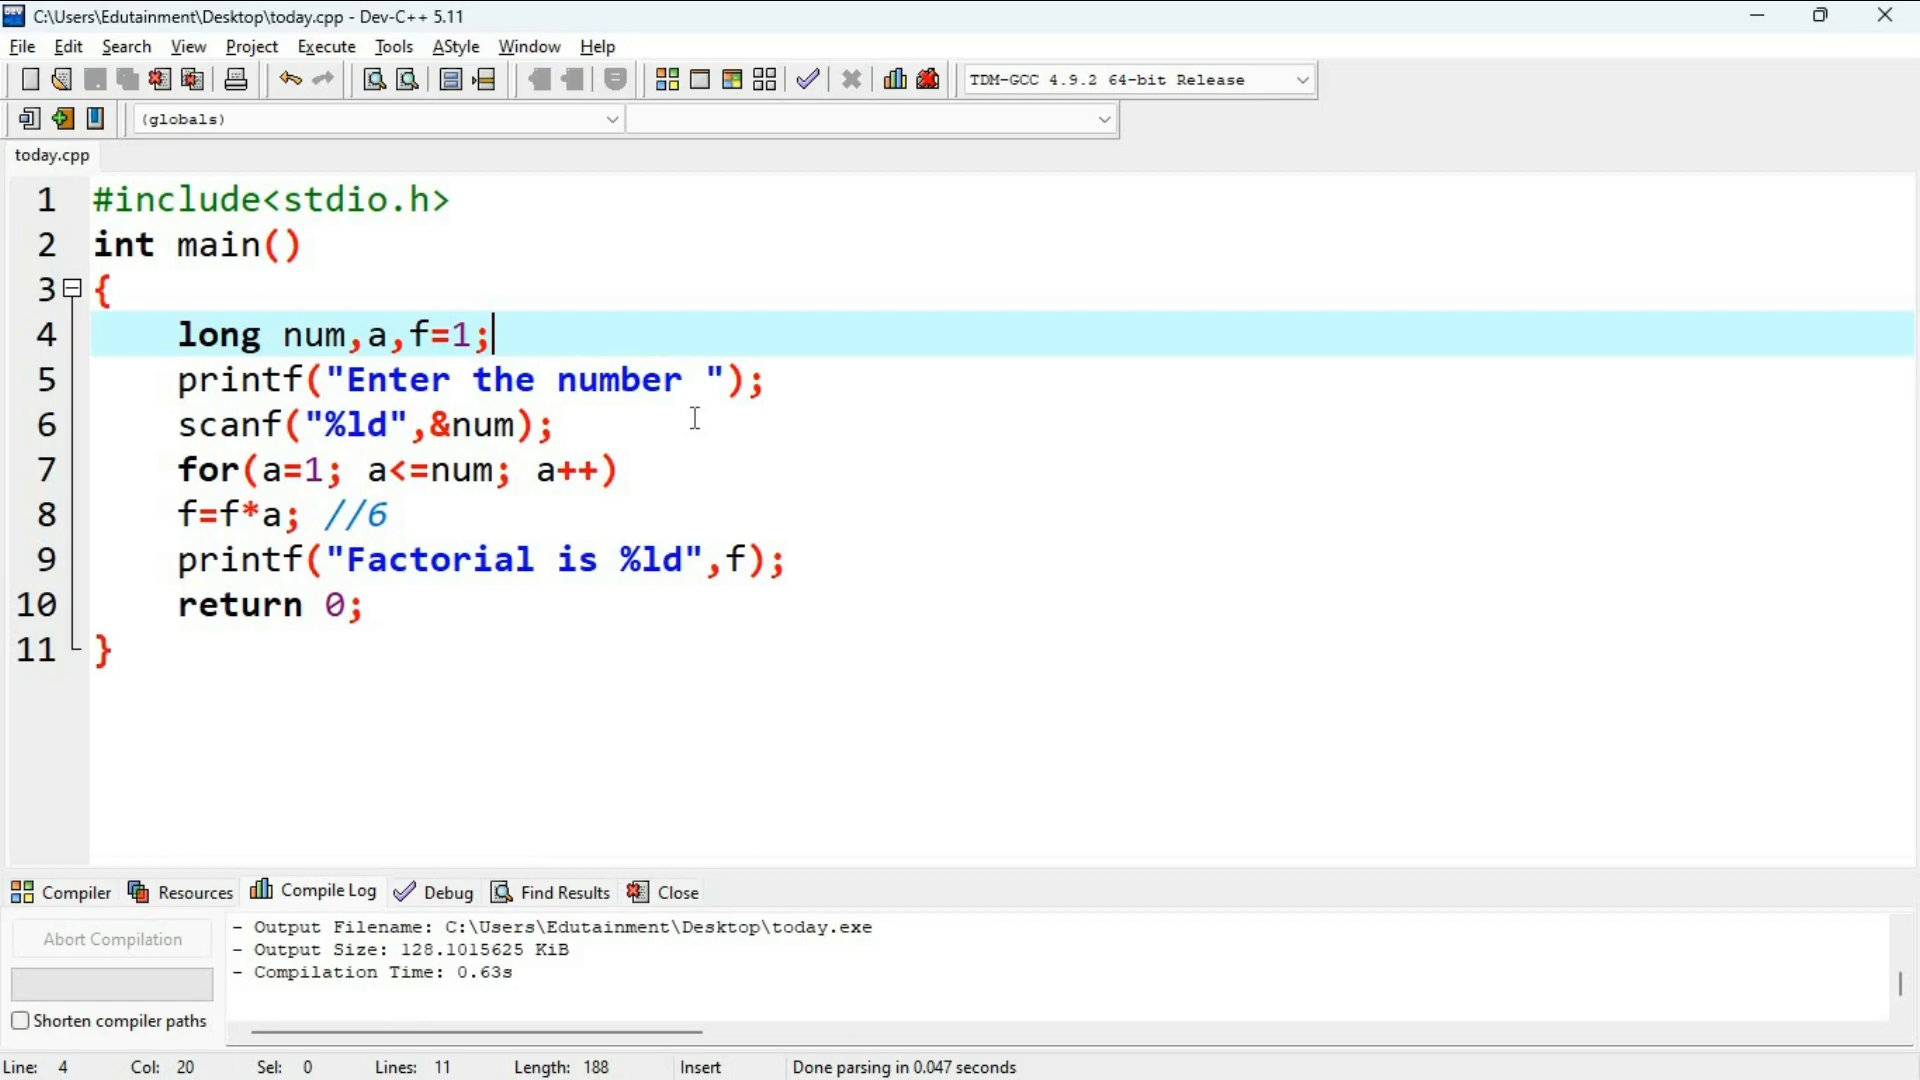 C:\Users\Edutainment\Desktop\today.cpp - Dev-C++ 5.11
File Edit Search View Project Execute Tools AStyle Window Help
TDM-GCC 4.9.2 64-bit Release
(globals)
today.cpp
1 #include<stdio.h>
2 int main()
3 {
4 long num,a,f=1;
5 printf("Enter the number ");
6 scanf("%ld",&num);
7 for(a=1; a<=num; a++)
8 f=f*a; //6
9 printf("Factorial is %ld",f);
10 return 0;
11 }
Compiler Resources Compile Log Debug Find Results Close
Abort Compilation
- Output Filename: C:\Users\Edutainment\Desktop\today.exe
- Output Size: 128.1015625 KiB
- Compilation Time: 0.63s
Shorten compiler paths
Line: 4 Col: 20 Sel: 0 Lines: 11 Length: 188 Insert Done parsing in 0.047 seconds